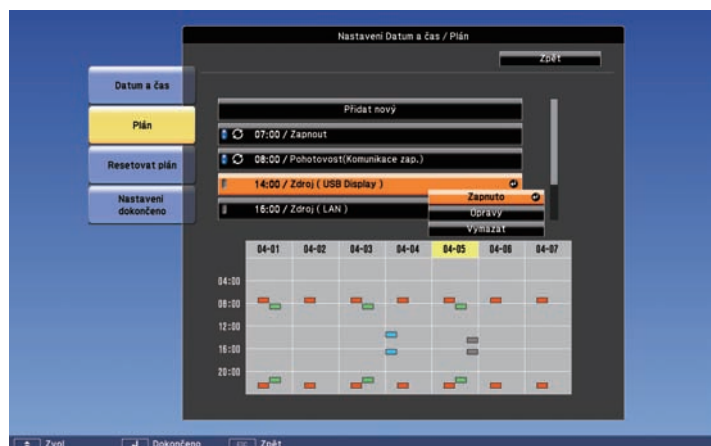 Nastavení Datum a čas / Plán
Zpět
Datum a čas
Plán
Resetovat plán
Nastavení
dokončeno
Přidat nový
07:00 / Zapnout
08:00 / Pohotovost(Komunikace zap.)
14:00 / Zdroj ( USB Display )
16:00 / Zdroj ( LAN )
Zapnuto
Opravy
Vymazat
04-01 04-02 04-03 04-04 04-05 04-06 04-07
04:00
08:00
12:00
16:00
20:00
Zvol Dokončeno Esc Zpět